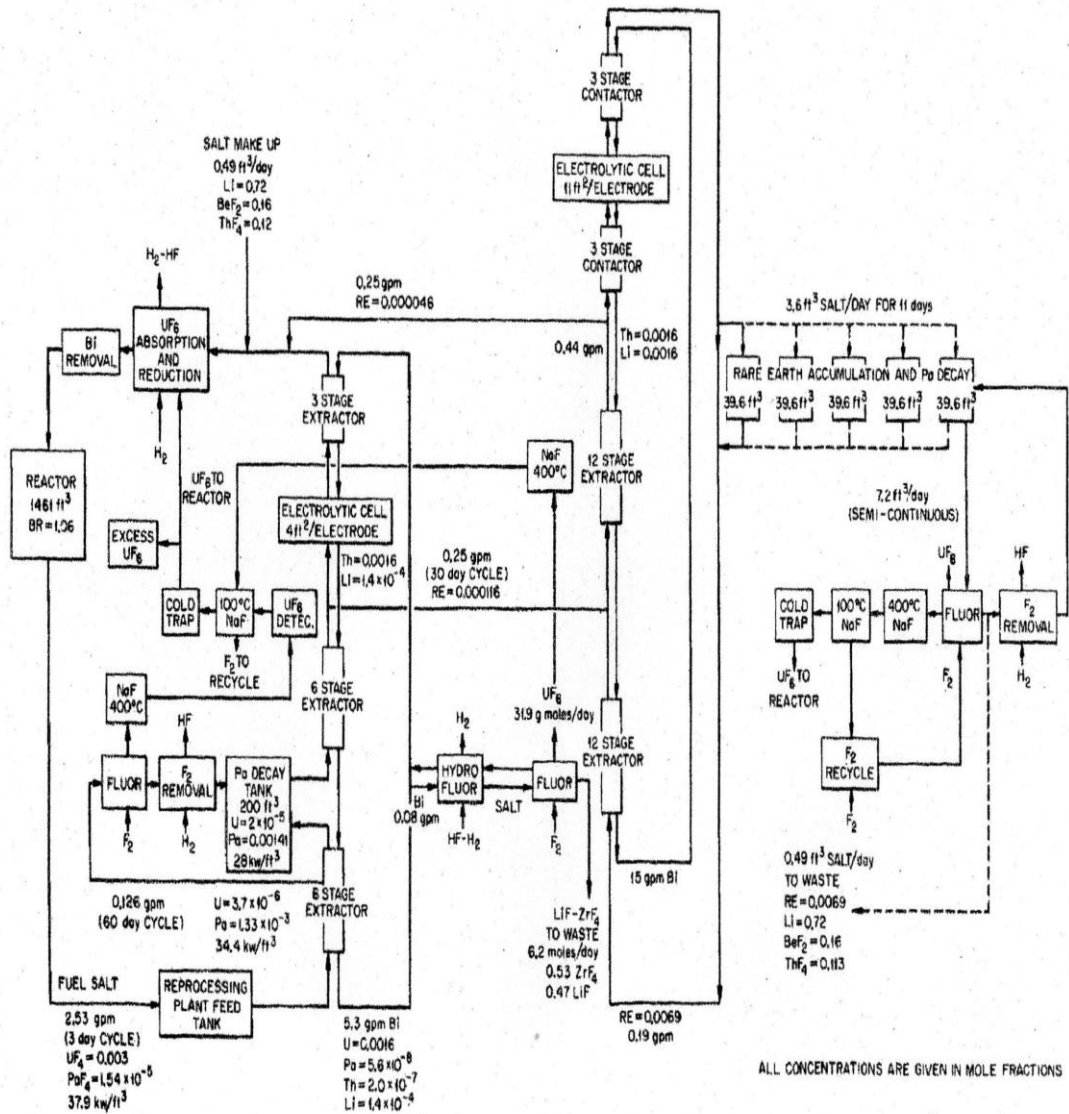 SALT MAKE UP
0.49 ft³/day
Li = 0.72
BeF₂ = 0.16
ThF₄ = 0.12
H₂-HF
Bi
REMOVAL
UF₆
ABSORPTION
AND
REDUCTION
H₂
REACTOR
1461 ft³
BR = 1.06
EXCESS
UF₆
UF₆ TO
REACTOR
COLD
TRAP
100°C
NaF
UF₆
DETEC.
F₂ TO
RECYCLE
NaF
400°C
HF
FLUOR
F₂
REMOVAL
F₂
H₂
Pa DECAY
TANK
200 ft³
U = 2 × 10⁻⁵
Pa = 0.00141
28 kw/ft³
0.126 gpm
(60 day CYCLE)
U = 3.7 × 10⁻⁶
Pa = 1.33 × 10⁻³
34.4 kw/ft³
FUEL SALT
2.53 gpm
(3 day CYCLE)
UF₄ = 0.003
PaF₄ = 1.54 × 10⁻⁵
37.9 kw/ft³
REPROCESSING
PLANT FEED
TANK
0.25 gpm
RE = 0.000046
3 STAGE
EXTRACTOR
ELECTROLYTIC CELL
4 ft²/ELECTRODE
Th = 0.0016
Li = 1.4 × 10⁻⁴
6 STAGE
EXTRACTOR
6 STAGE
EXTRACTOR
5.3 gpm Bi
U = 0.0016
Pa = 5.6 × 10⁻⁸
Th = 2.0 × 10⁻⁷
Li = 1.4 × 10⁻⁴
0.25 gpm
(30 day CYCLE)
RE = 0.000116
NaF
400°C
UF₆
31.9 g moles/day
H₂
Bi
0.08 gpm
HYDRO
FLUOR
SALT
FLUOR
HF-H₂
F₂
LiF-ZrF₄
TO WASTE
6.2 moles/day
0.53 ZrF₄
0.47 LiF
3 STAGE
CONTACTOR
ELECTROLYTIC CELL
11 ft²/ELECTRODE
3 STAGE
CONTACTOR
0.44 gpm
Th = 0.0016
Li = 0.0016
12 STAGE
EXTRACTOR
12 STAGE
EXTRACTOR
15 gpm Bi
RE = 0.0069
0.19 gpm
3.6 ft³ SALT/DAY FOR 11 days
RARE EARTH ACCUMULATION AND Pa DECAY
39.6 ft³ 39.6 ft³ 39.6 ft³ 39.6 ft³ 39.6 ft³
7.2 ft³/day
(SEMI-CONTINUOUS)
UF₆
HF
COLD
TRAP
100°C
NaF
400°C
NaF
FLUOR
F₂
REMOVAL
UF₆ TO
REACTOR
F₂
H₂
F₂
RECYCLE
F₂
0.49 ft³ SALT/day
TO WASTE
RE = 0.0069
Li = 0.72
BeF₂ = 0.16
ThF₄ = 0.113
ALL CONCENTRATIONS ARE GIVEN IN MOLE FRACTIONS